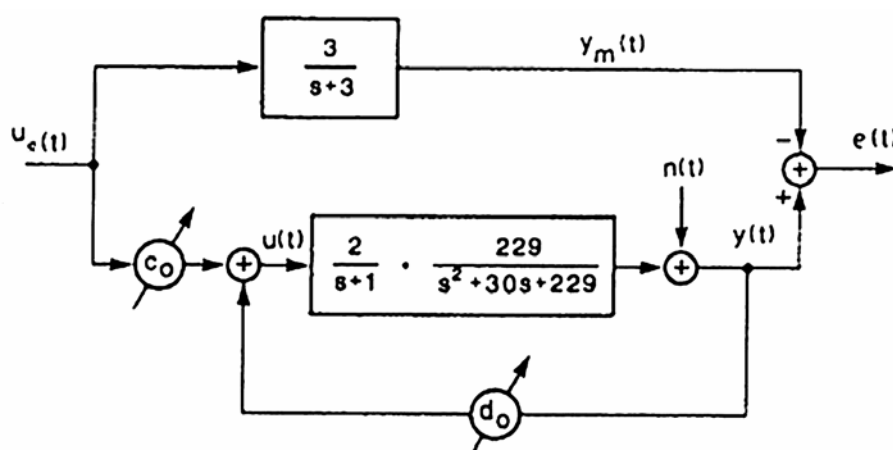 3
s+3
y_m(t)
u_c(t)
−
+
e(t)
n(t)
+
c_0
+
u(t)
2
s+1
·
229
s^2+30s+229
+
y(t)
d_0